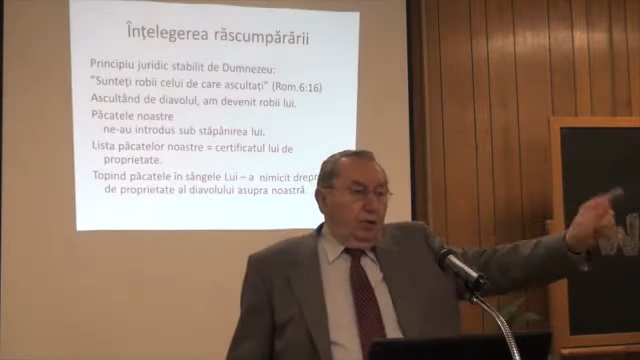 Înțelegerea răscumpărării
Principiu juridic stabilit de Dumnezeu:
"Sunteți robii celui de care ascultați" (Rom.6:16)
Ascultând de diavolul, am devenit robii lui.
Păcatele noastre
ne-au introdus sub stăpânirea lui.
Lista păcatelor noastre = certificatul lui de
proprietate.
Topind păcatele în sângele Lui – a nimicit drepr
de proprietate al diavolului asupra noastră